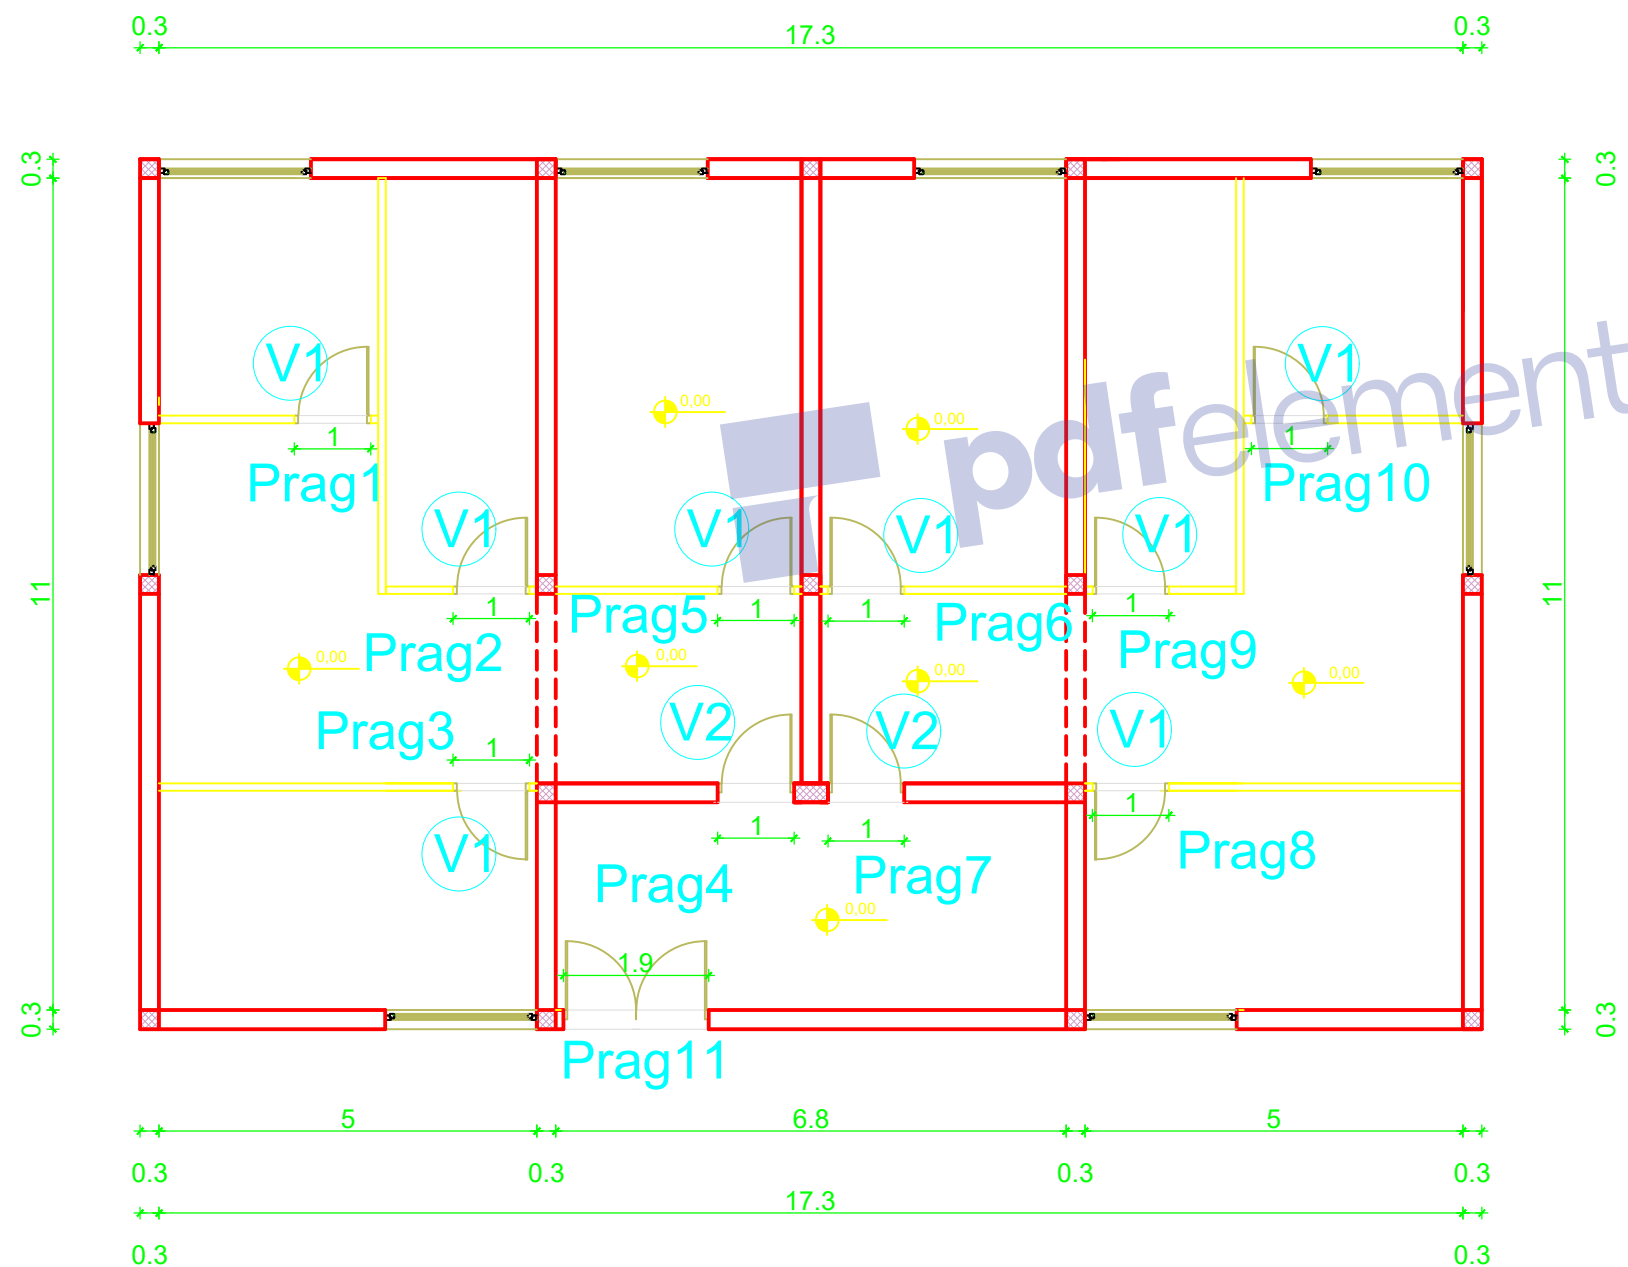 0.3 17.3 0.3
0.3 0.3
V1 V1
0,00 0,00
pdfelement
1 1
Prag1 Prag10
V1 V1 V1 V1
11 11
1 Prag5 1 1 Prag6 1
Prag2 Prag9
0,00 0,00 0,00 0,00
Prag3 V2 V2 V1
1
1 1 1
V1 Prag4 Prag7 Prag8
0,00
1.9
0.3 0.3
Prag11
5 6.8 5
0.3 0.3 0.3 0.3
17.3
0.3 0.3